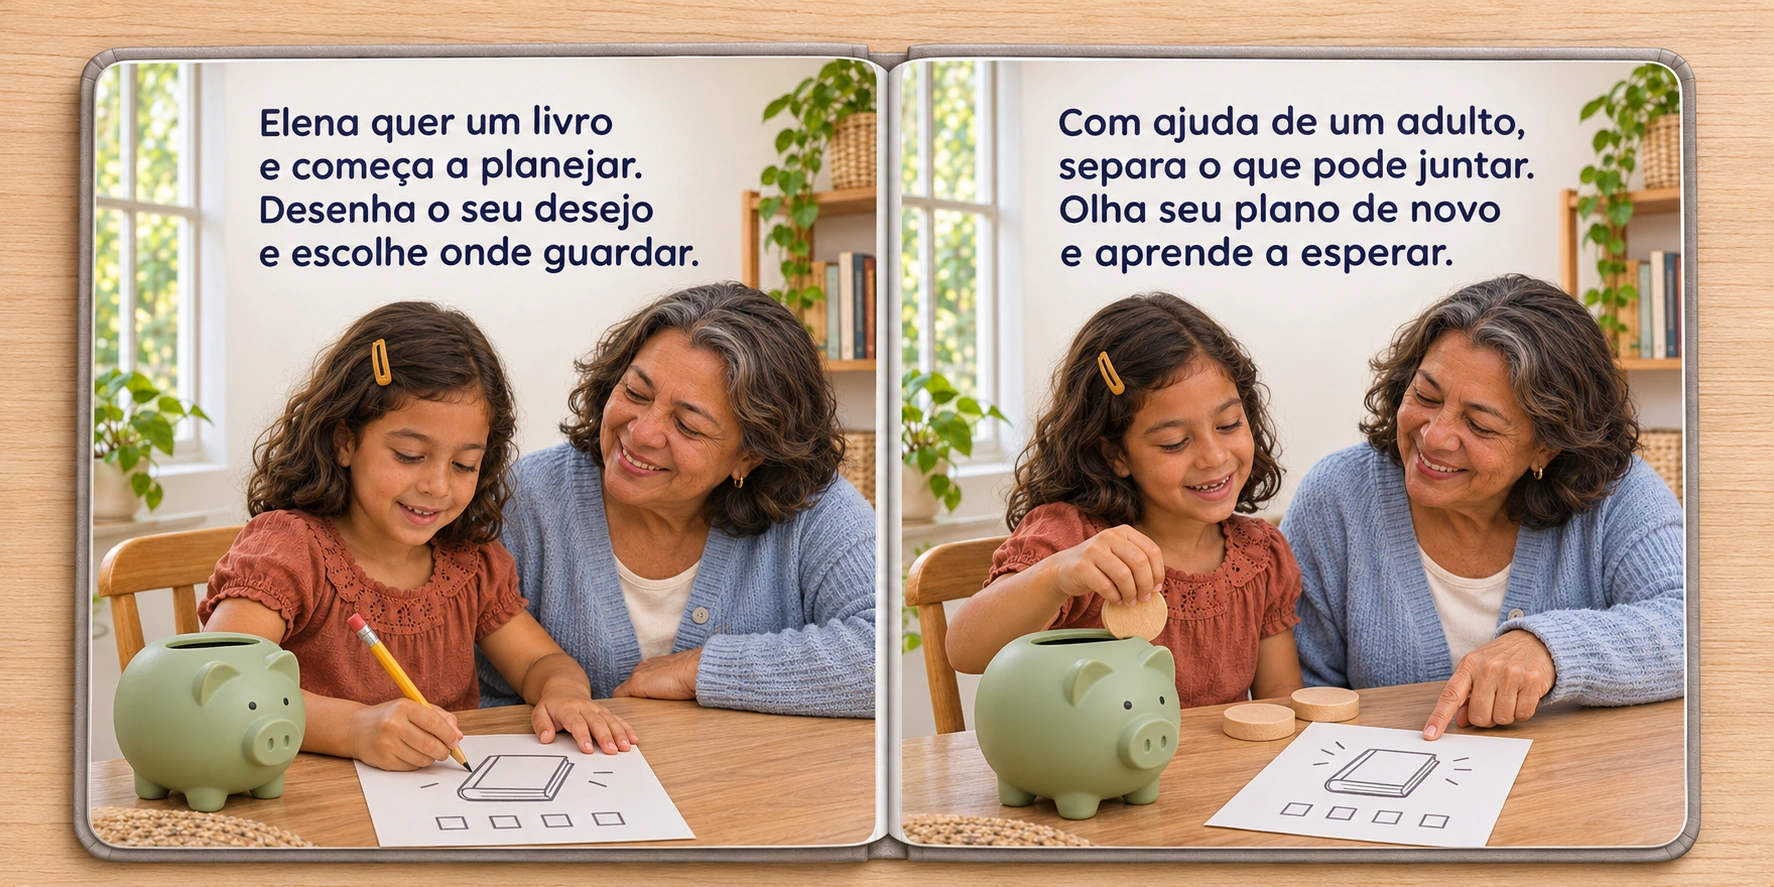 Elena quer um livro
e começa a planejar.
Desenha o seu desejo
e escolhe onde guardar.
Com ajuda de um adulto,
separa o que pode juntar.
Olha seu plano de novo
e aprende a esperar.